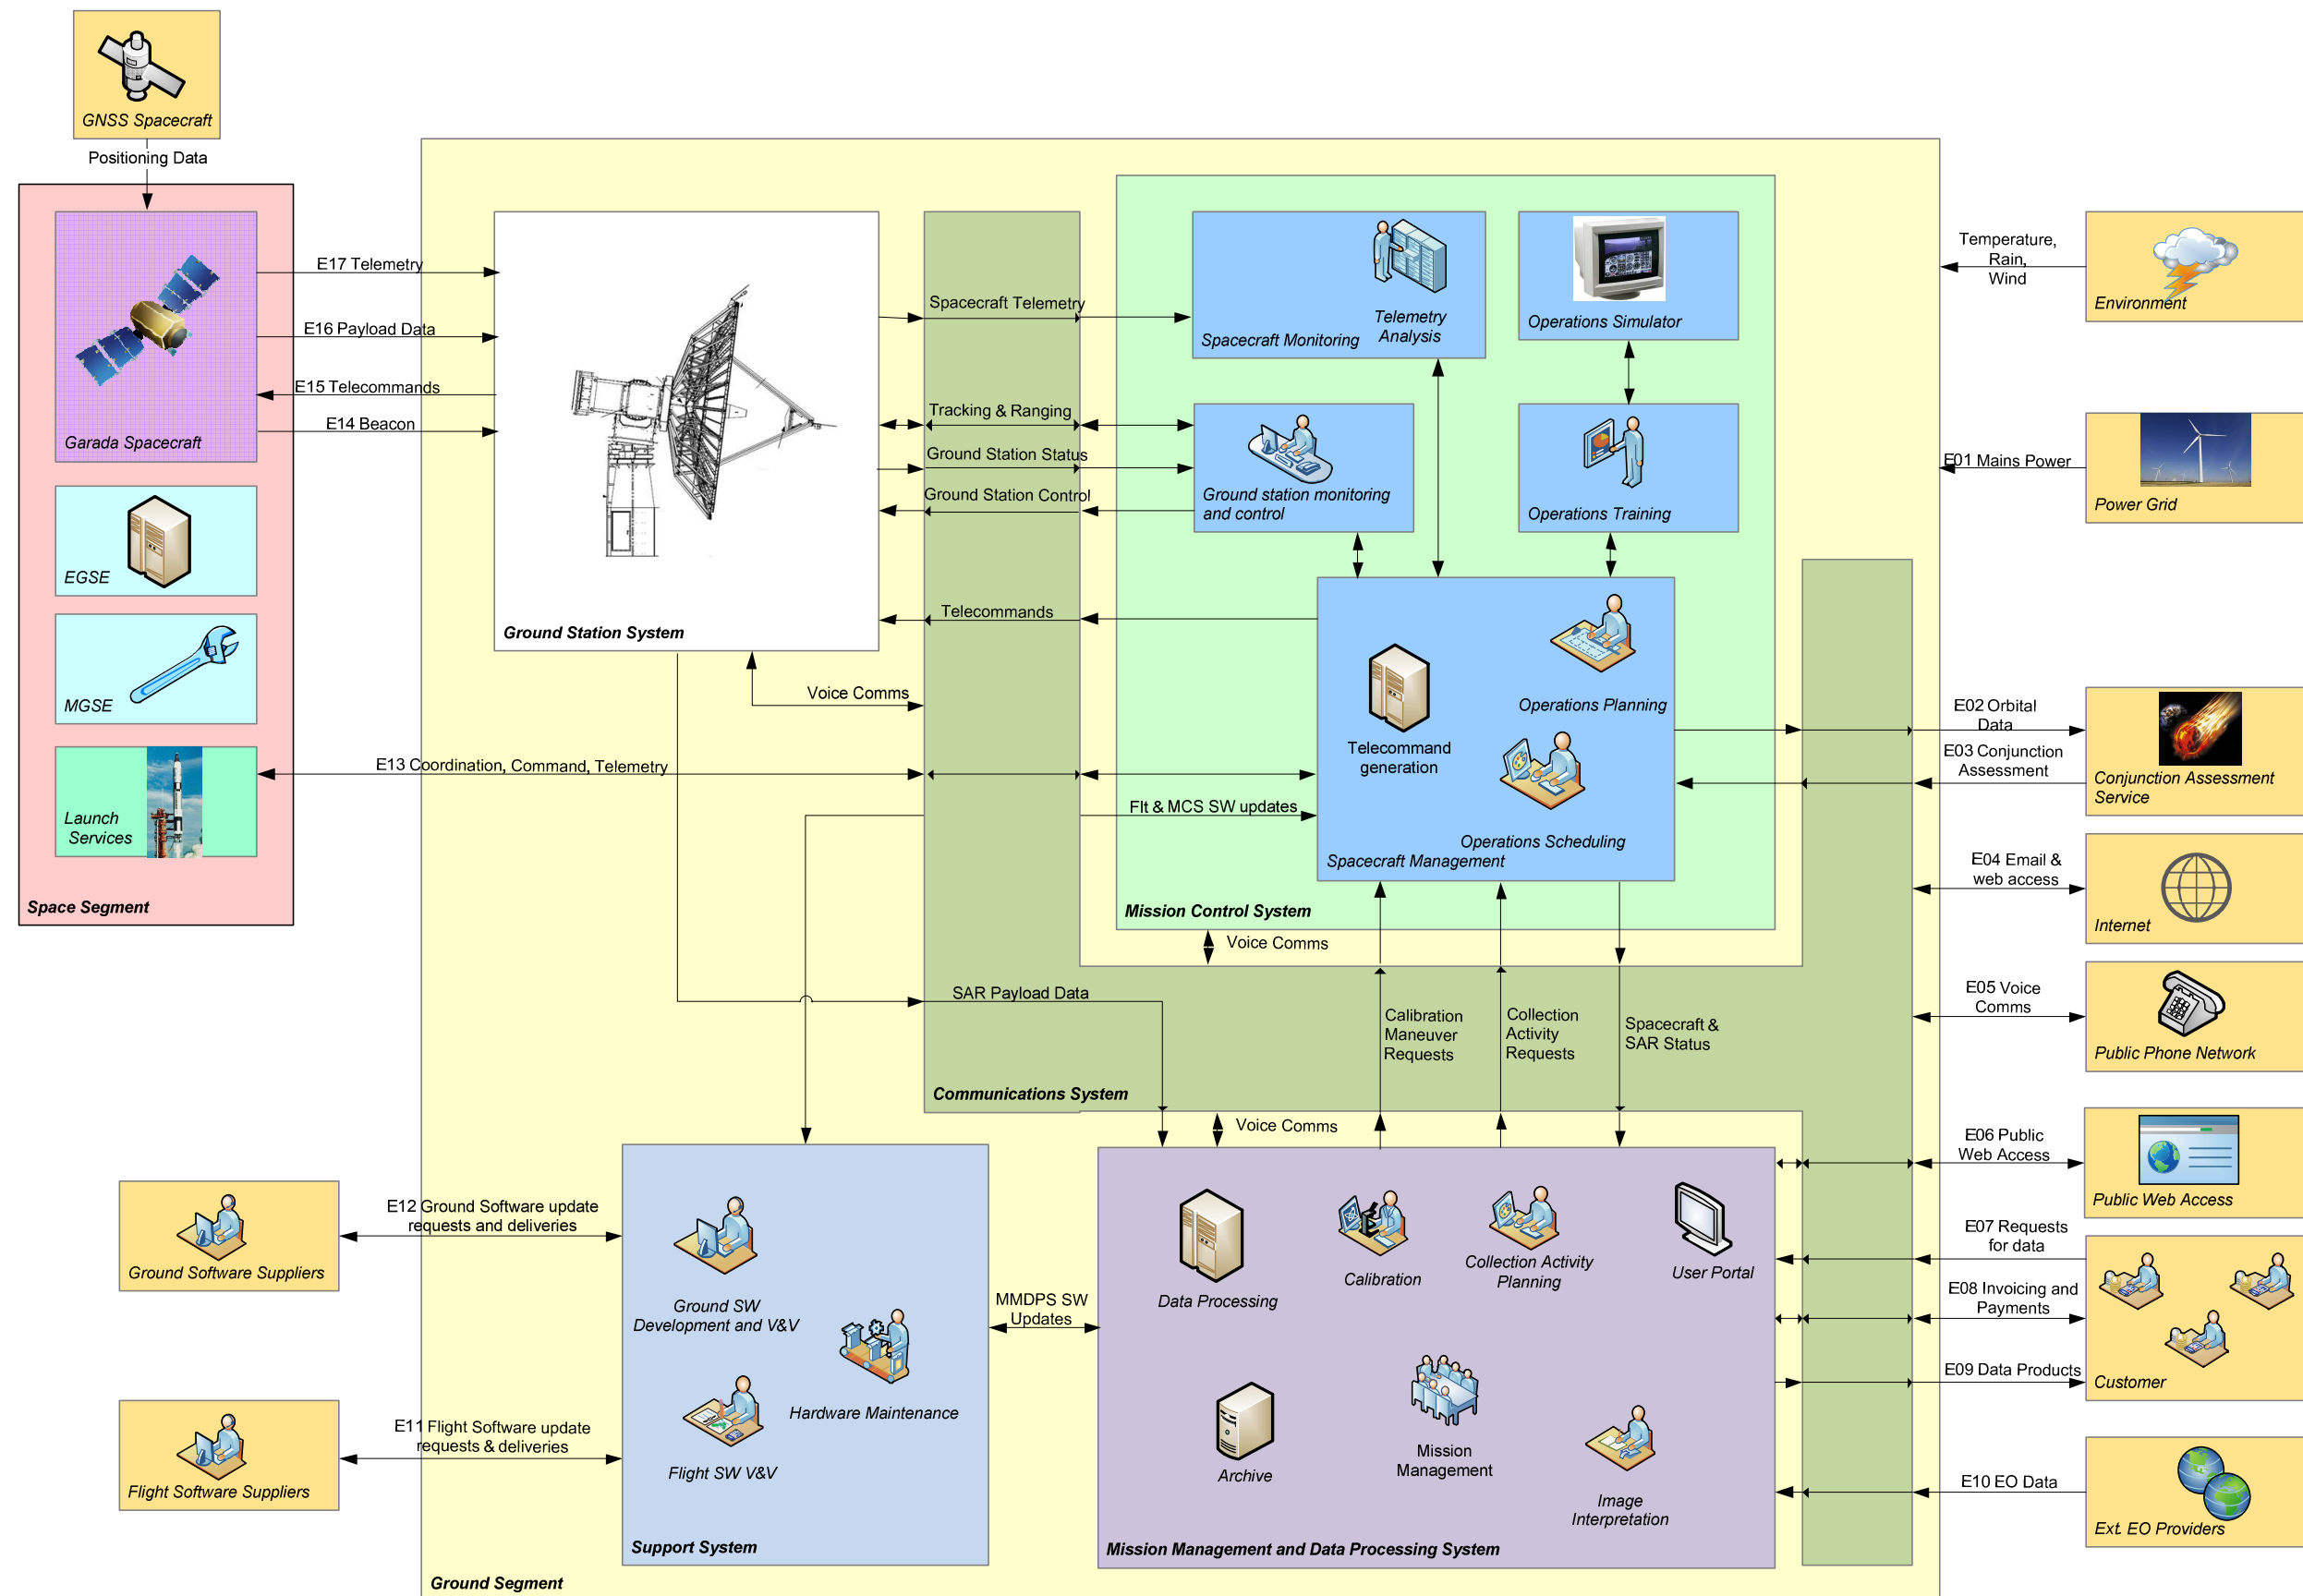 GNSS Spacecraft
Positioning Data
Garada Spacecraft
EGSE
MGSE
Launch
Services
Space Segment
E17 Telemetry
E16 Payload Data
E15 Telecommands
E14 Beacon
Ground Station System
Voice Comms
E13 Coordination, Command, Telemetry
Spacecraft Telemetry
Tracking & Ranging
Ground Station Status
Ground Station Control
Telecommands
Flt & MCS SW updates
SAR Payload Data
Communications System
Telemetry
Analysis
Spacecraft Monitoring
Operations Simulator
Ground station monitoring
and control
Operations Training
Operations Planning
Telecommand
generation
Operations Scheduling
Spacecraft Management
Mission Control System
Voice Comms
Calibration
Maneuver
Requests
Collection
Activity
Requests
Spacecraft &
SAR Status
Voice Comms
Temperature,
Rain,
Wind
Environment
E01 Mains Power
Power Grid
E02 Orbital
Data
E03 Conjunction
Assessment
Conjunction Assessment
Service
E04 Email &
web access
Internet
E05 Voice
Comms
Public Phone Network
E06 Public
Web Access
Public Web Access
E07 Requests
for data
E08 Invoicing and
Payments
E09 Data Products
Customer
E10 EO Data
Ext. EO Providers
Ground Software Suppliers
E12 Ground Software update
requests and deliveries
Flight Software Suppliers
E11 Flight Software update
requests & deliveries
Ground SW
Development and V&V
Hardware Maintenance
Flight SW V&V
Support System
MMDPS SW
Updates
Data Processing
Calibration
Collection Activity
Planning
User Portal
Archive
Mission
Management
Image
Interpretation
Mission Management and Data Processing System
Ground Segment